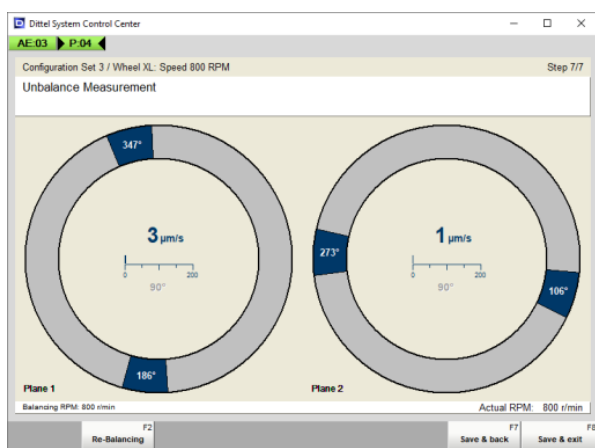 Dittel System Control Center
AE:03 P:04
Configuration Set 3 / Wheel XL: Speed 800 RPM Step 7/7
Unbalance Measurement
347°
3 µm/s
0 200
90°
186°
Plane 1
273°
1 µm/s
0 200
90°
106°
Plane 2
Balancing RPM: 800 r/min Actual RPM: 800 r/min
F2
Re-Balancing
F7
Save & back
F8
Save & exit